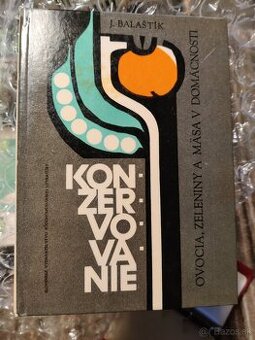 J. BALAŠTÍK
KON
ZER
VO
VA
NIE
OVOCIA, ZELENINY A MÄSA V DOMÁCNOSTI
Bazos.sk